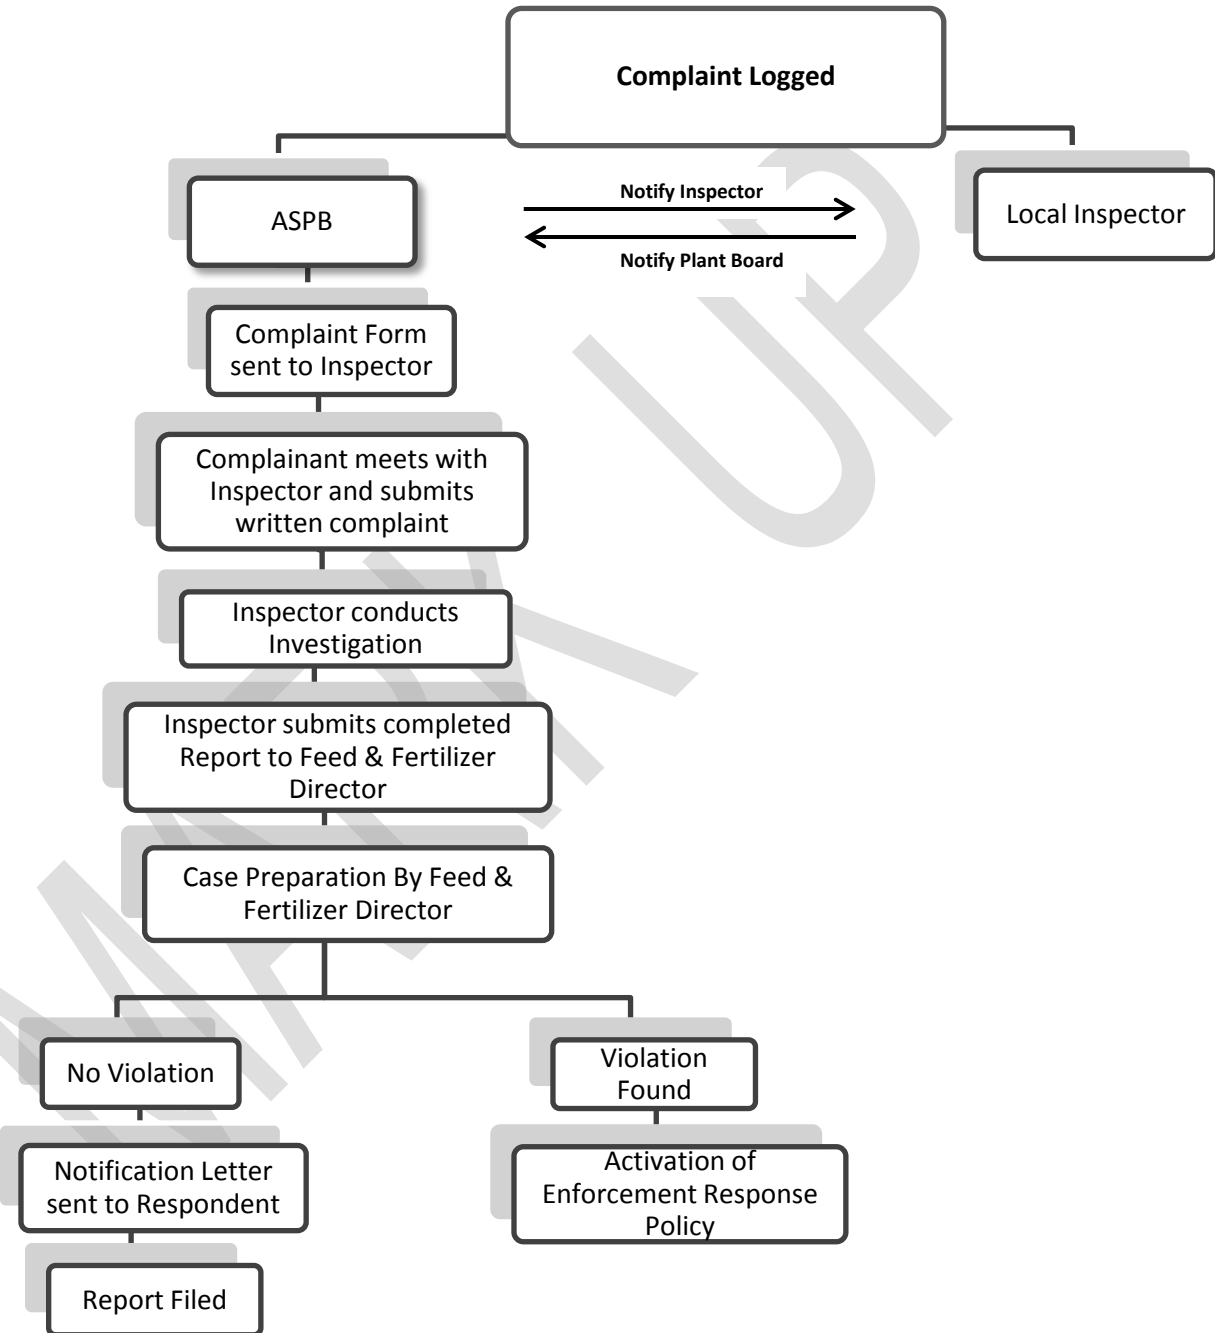 Complaint Logged
ASPB
Notify Inspector
Notify Plant Board
Local Inspector
Complaint Form
sent to Inspector
Complainant meets with
Inspector and submits
written complaint
Inspector conducts
Investigation
Inspector submits completed
Report to Feed & Fertilizer
Director
Case Preparation By Feed &
Fertilizer Director
No Violation
Violation
Found
Notification Letter
sent to Respondent
Activation of
Enforcement Response
Policy
Report Filed
MARK UP